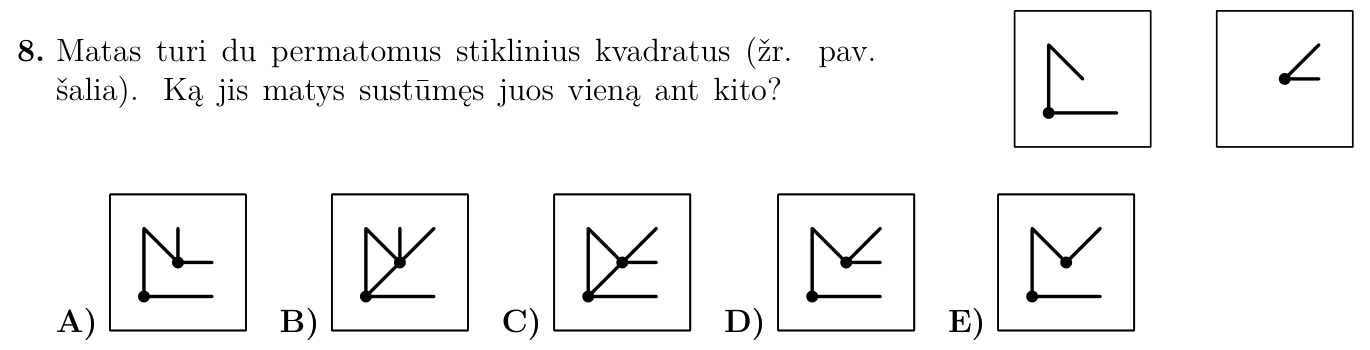 8. Matas turi du permatomus stiklinius kvadratus (žr. pav.
šalia). Ką jis matys sustūmęs juos vieną ant kito?
A) B) C) D) E)